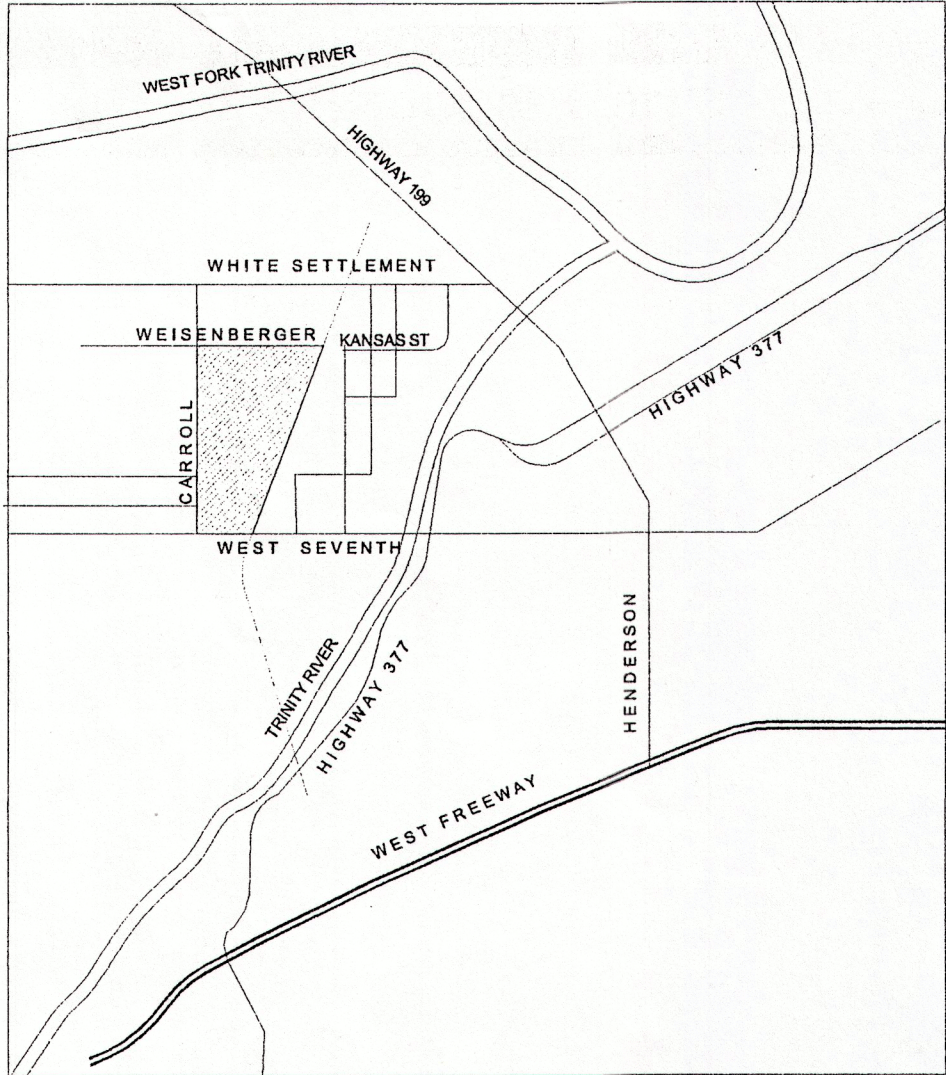 WEST FORK TRINITY RIVER
HIGHWAY 199
WHITE SETTLEMENT
WEISENBERGER
KANSAS ST
HIGHWAY 377
CARROLL
WEST SEVENTH
HENDERSON
TRINITY RIVER
HIGHWAY 377
WEST FREEWAY